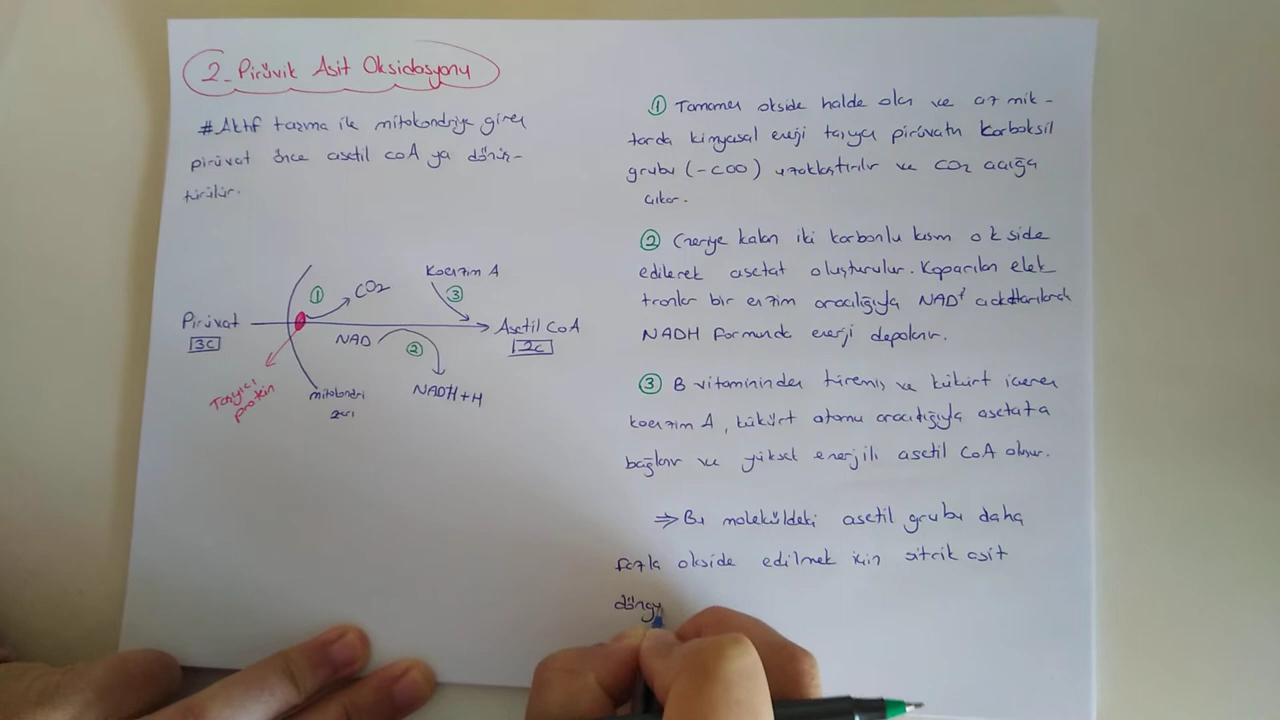 2- Pirüvik Asit Oksidasyonu
#Aktif taşıma ile mitokondriye giren
pirüvat önce asetil CoA ya dönüş-
türülür.
① CO2
Koenzim A
③
Pirüvat
Asetil CoA
3C
NAD
②
2C
Taşıyıcı
protein
mitokondri
zarı
NADH+H
① Tamamen okside halde olan ve az mik-
tarda kimyasal enerji taşıyan pirüvatın karboksil
grubu (-COO) uzaklaştırılır ve CO2 açığa
çıkar.
② Geriye kalan iki karbonlu kısım okside
edilerek asetat oluşturulur. Koparılan elek
tronlar bir enzim aracılığıyla NAD+ a aktarılarak
NADH formunda enerji depolanır.
③ B vitamininden türemiş ve kükürt içeren
koenzim A, kükürt atomu aracılığıyla asetata
bağlanır ve yüksek enerjili asetil CoA oluşur.
⇒ Bu moleküldeki asetil grubu daha
fazla okside edilmek için sitrik asit
döngü